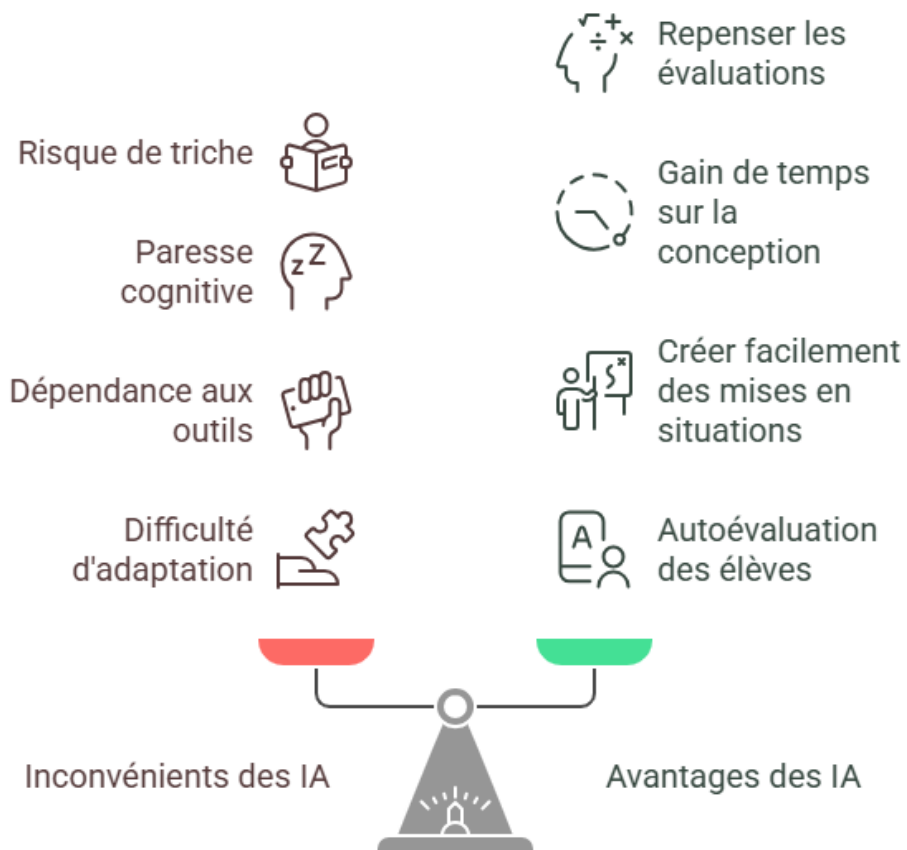 Risque de triche
Paresse
cognitive
Dépendance aux
outils
Difficulté
d'adaptation
Inconvénients des IA
Repenser les
évaluations
Gain de temps
sur la
conception
Créer facilement
des mises en
situations
Autoévaluation
des élèves
Avantages des IA